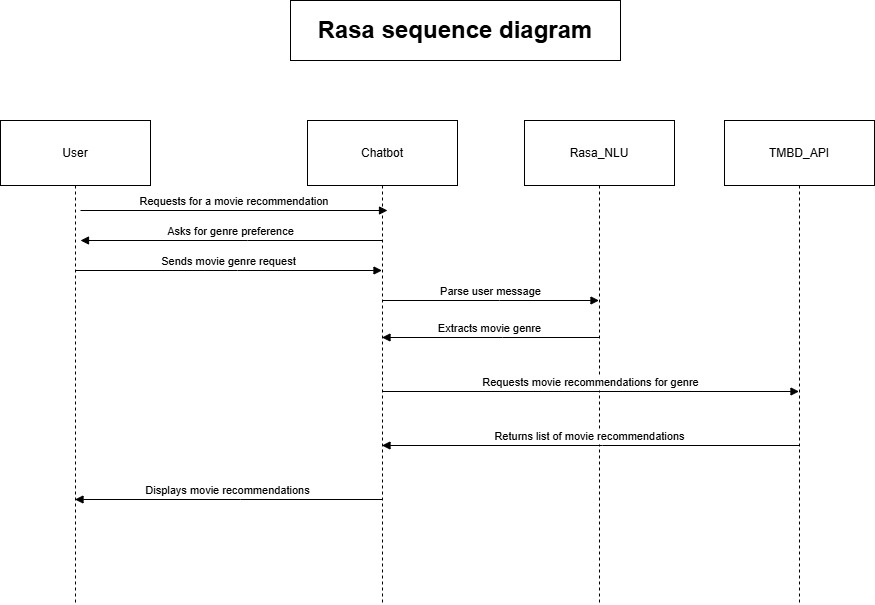 Rasa sequence diagram
User
Chatbot
Rasa_NLU
TMBD_API
Requests for a movie recommendation
Asks for genre preference
Sends movie genre request
Parse user message
Extracts movie genre
Requests movie recommendations for genre
Returns list of movie recommendations
Displays movie recommendations